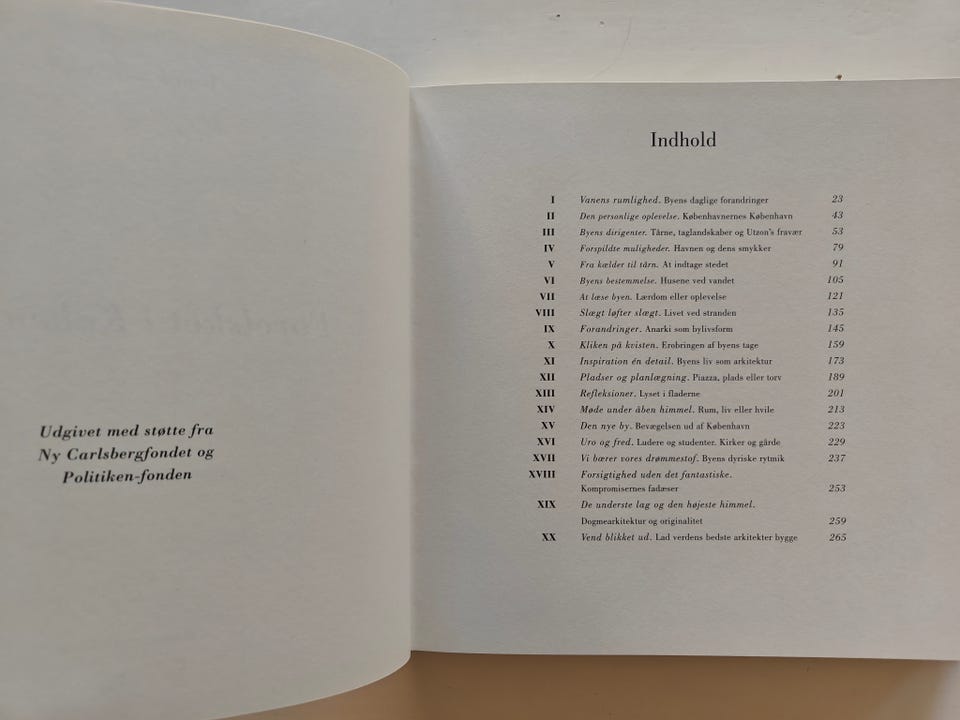 Udgivet med støtte fra
Ny Carlsbergfondet og
Politiken-fonden
Indhold
I Vanens rumlighed. Byens daglige forandringer 23
II Den personlige oplevelse. Københavnernes København 43
III Byens dirigenter. Tårne, taglandskaber og Utzon's fravær 53
IV Forspildte muligheder. Havnen og dens smykker 79
V Fra kælder til tårn. At indtage stedet 91
VI Byens bestemmelse. Husene ved vandet 105
VII At læse byen. Lærdom eller oplevelse 121
VIII Slægt løfter slægt. Livet ved stranden 135
IX Forandringer. Anarki som bylivsform 145
X Kliken på kvisten. Erobringen af byens tage 159
XI Inspiration én detail. Byens liv som arkitektur 173
XII Pladser og planlægning. Piazza, plads eller torv 189
XIII Refleksioner. Lyset i fladerne 201
XIV Møde under åben himmel. Rum, liv eller hvile 213
XV Den nye by. Bevægelsen ud af København 223
XVI Uro og fred. Ludere og studenter. Kirker og gårde 229
XVII Vi bærer vores drømmestof. Byens dyriske rytmik 237
XVIII Forsigtighed uden det fantastiske.
Kompromisernes fadæser 253
XIX De underste lag og den højeste himmel.
Dogmearkitektur og originalitet 259
XX Vend blikket ud. Lad verdens bedste arkitekter bygge 265